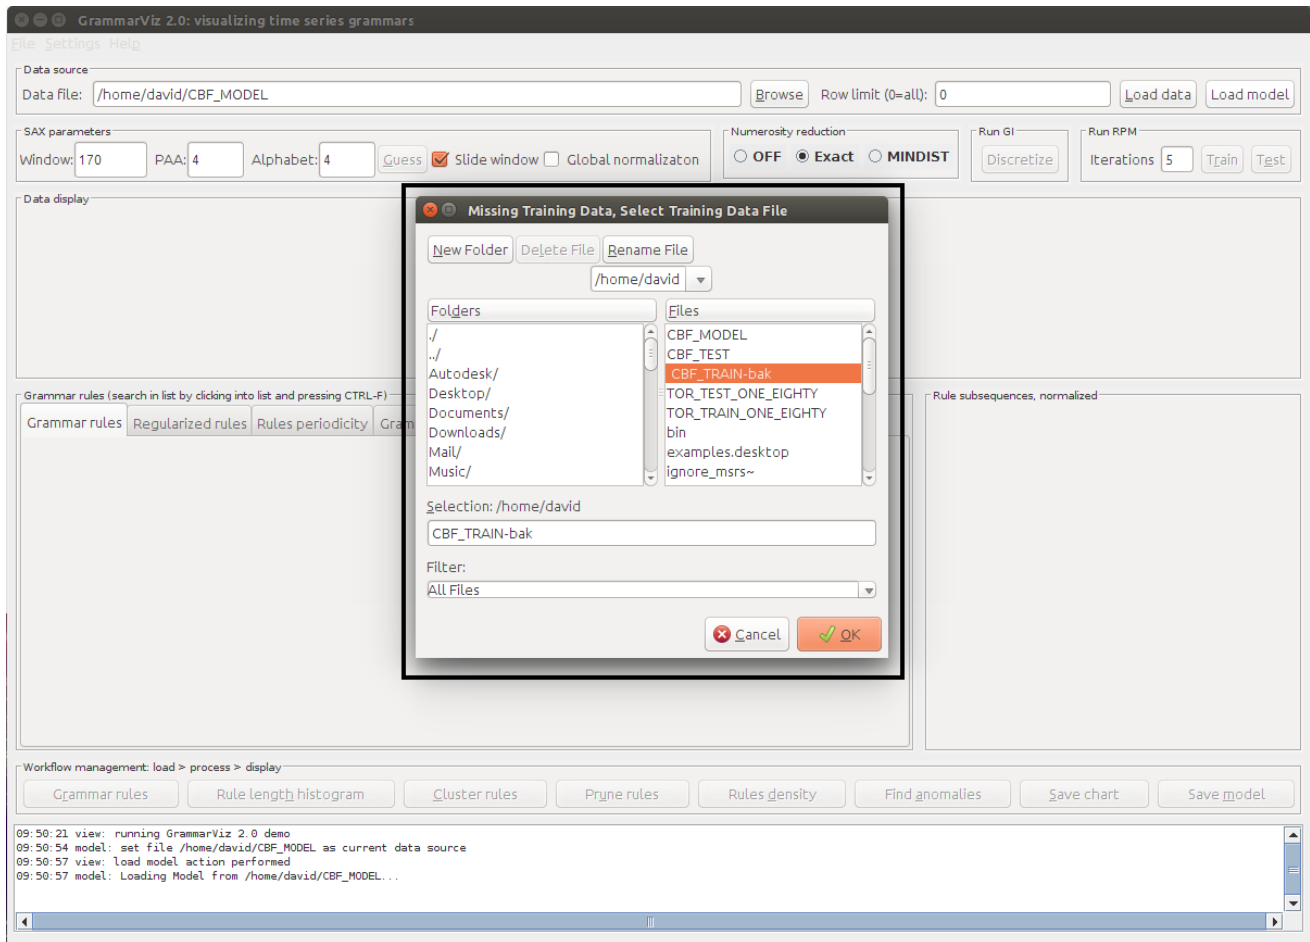 GrammarViz 2.0: visualizing time series grammars
File Settings Help
Data source
Data file: /home/david/CBF_MODEL Browse Row limit (0=all): 0 Load data Load model
SAX parameters Numerosity reduction Run GI Run RPM
Window: 170 PAA: 4 Alphabet: 4 Guess Slide window Global normalizaton OFF Exact MINDIST Discretize Iterations 5 Train Test
Data display
Missing Training Data, Select Training Data File
New Folder Delete File Rename File
/home/david
Folders Files
./ CBF_MODEL
../ CBF_TEST
Autodesk/ CBF_TRAIN-bak
Desktop/ TOR_TEST_ONE_EIGHTY
Documents/ TOR_TRAIN_ONE_EIGHTY
Downloads/ bin
Mail/ examples.desktop
Music/ ignore_msrs~
Selection: /home/david
CBF_TRAIN-bak
Filter:
All Files
Cancel OK
Grammar rules (search in list by clicking into list and pressing CTRL-F) Rule subsequences, normalized
Grammar rules Regularized rules Rules periodicity Gram
Workflow management: load > process > display
Grammar rules Rule length histogram Cluster rules Prune rules Rules density Find anomalies Save chart Save model
09:50:21 view: running GrammarViz 2.0 demo
09:50:54 model: set file /home/david/CBF_MODEL as current data source
09:50:57 view: load model action performed
09:50:57 model: Loading Model from /home/david/CBF_MODEL...